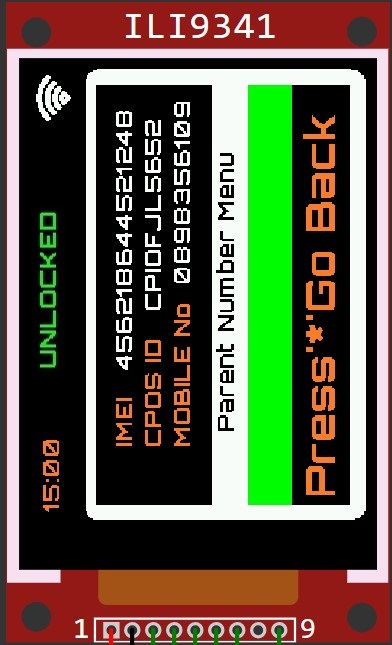 15:00 UNLOCKED
IMEI 456218644521248
CPOS ID CPIOFJL5652
MOBILE No 0898356109
Parent Number Menu
Press'*'Go Back
1
9
ILI9341